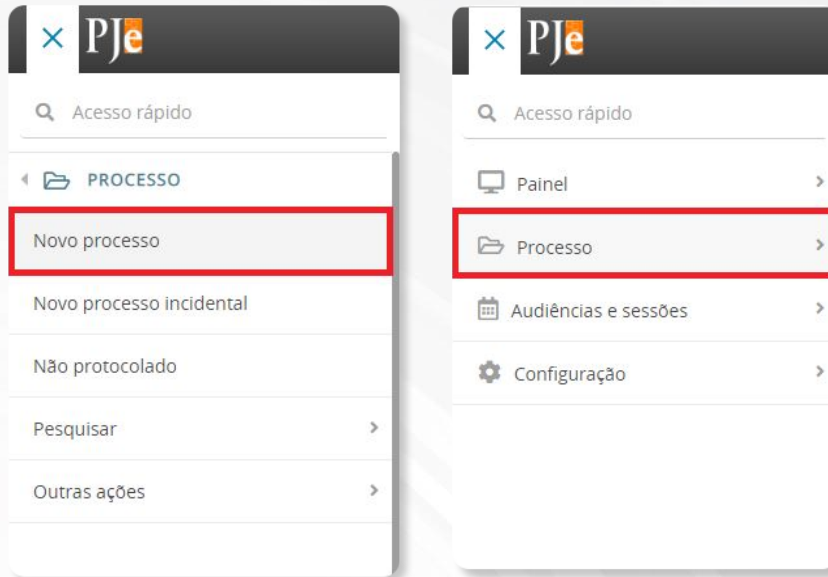 PJe
Acesso rápido
PROCESSO
Novo processo
Novo processo incidental
Não protocolado
Pesquisar
Outras ações
PJe
Acesso rápido
Painel
Processo
Audiências e sessões
Configuração